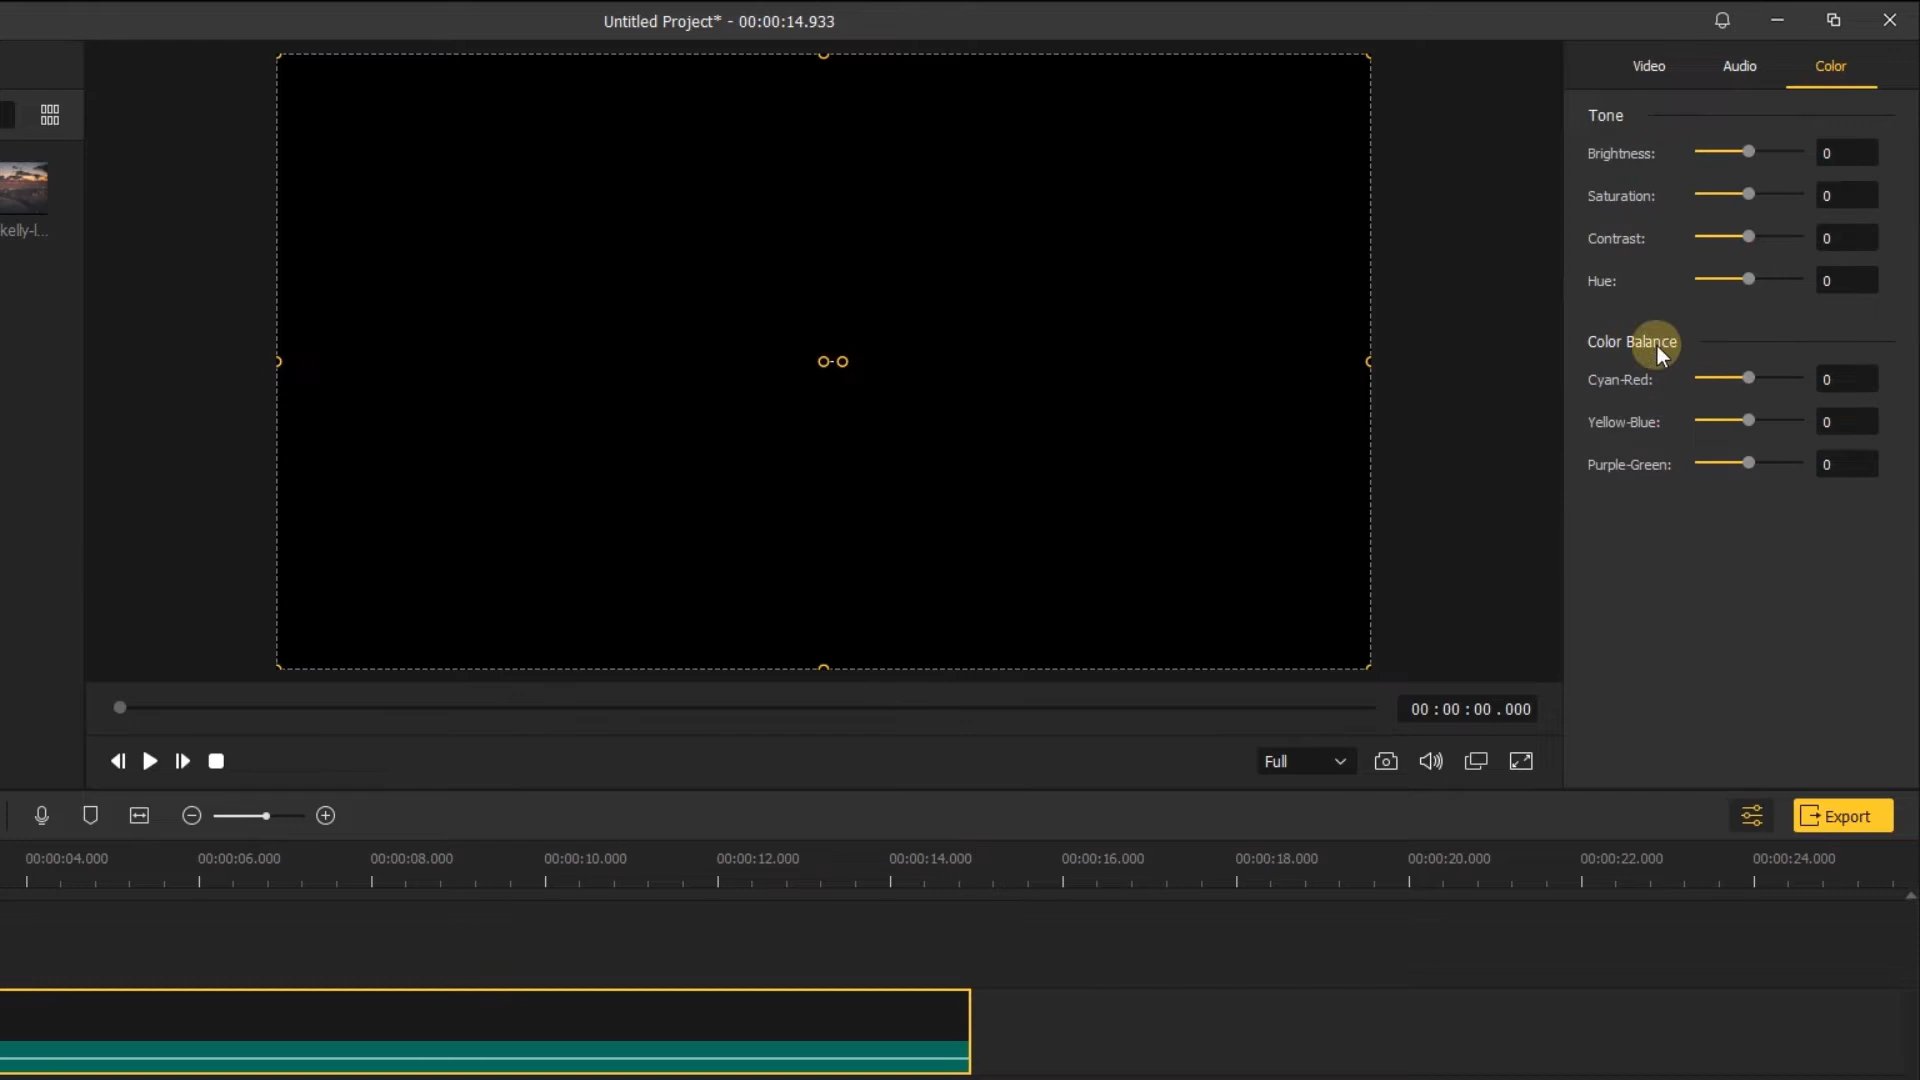 Untitled Project* - 00:00:14.933
Video
Audio
Color
Tone
Brightness:
0
Saturation:
0
Contrast:
0
Hue:
0
Color Balance
Cyan-Red:
0
Yellow-Blue:
0
Purple-Green:
0
kelly-l...
00 : 00 : 00 . 000
Full
Export
00:00:04.000
00:00:06.000
00:00:08.000
00:00:10.000
00:00:12.000
00:00:14.000
00:00:16.000
00:00:18.000
00:00:20.000
00:00:22.000
00:00:24.000